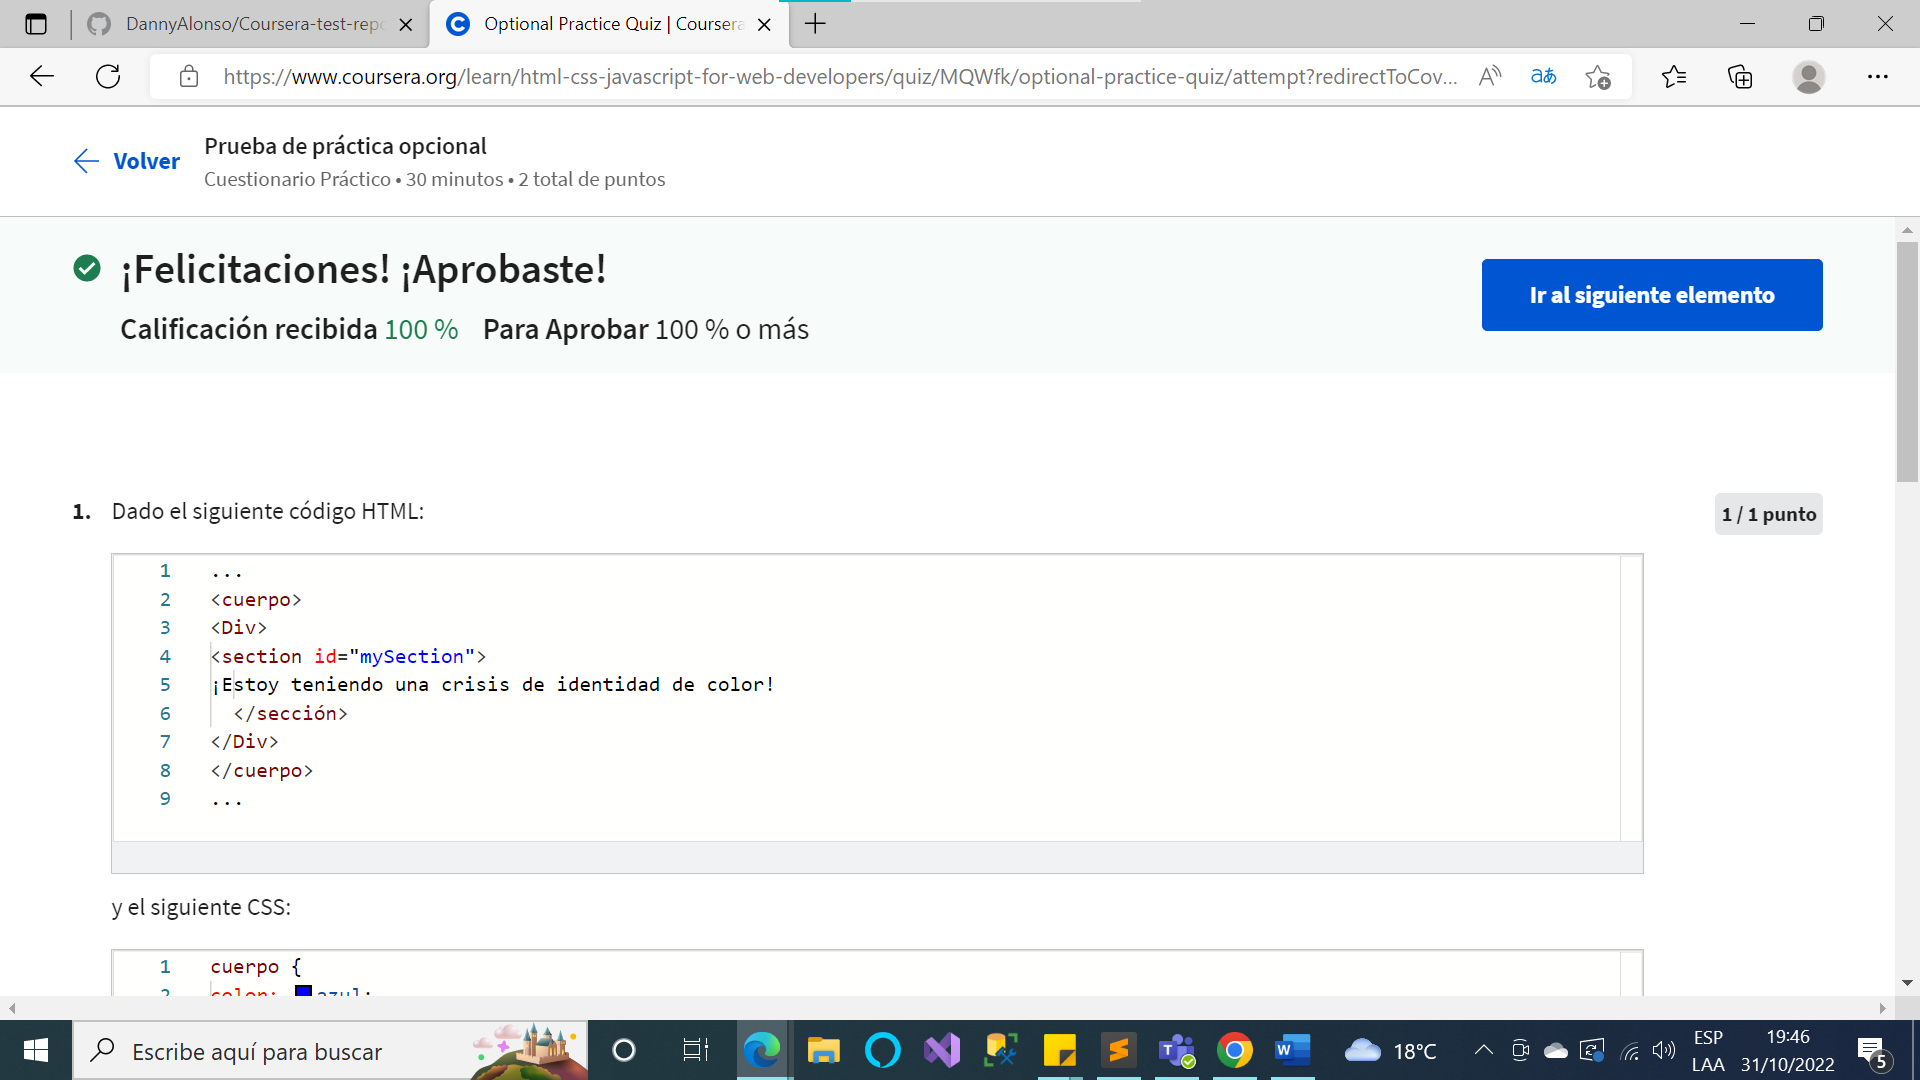 DannyAlonso/Coursera-test-repo
Optional Practice Quiz | Coursera
https://www.coursera.org/learn/html-css-javascript-for-web-developers/quiz/MQWfk/optional-practice-quiz/attempt?redirectToCov...
Volver
Prueba de práctica opcional
Cuestionario Práctico • 30 minutos • 2 total de puntos
¡Felicitaciones! ¡Aprobaste!
Calificación recibida 100 % Para Aprobar 100 % o más
Ir al siguiente elemento
1. Dado el siguiente código HTML:
1 / 1 punto
1 ...
2 <cuerpo>
3 <Div>
4 <section id="mySection">
5 ¡Estoy teniendo una crisis de identidad de color!
6 </sección>
7 </Div>
8 </cuerpo>
9 ...
y el siguiente CSS:
1 cuerpo {
2 color: azul;
Escribe aquí para buscar
18°C
ESP
LAA
19:46
31/10/2022
5